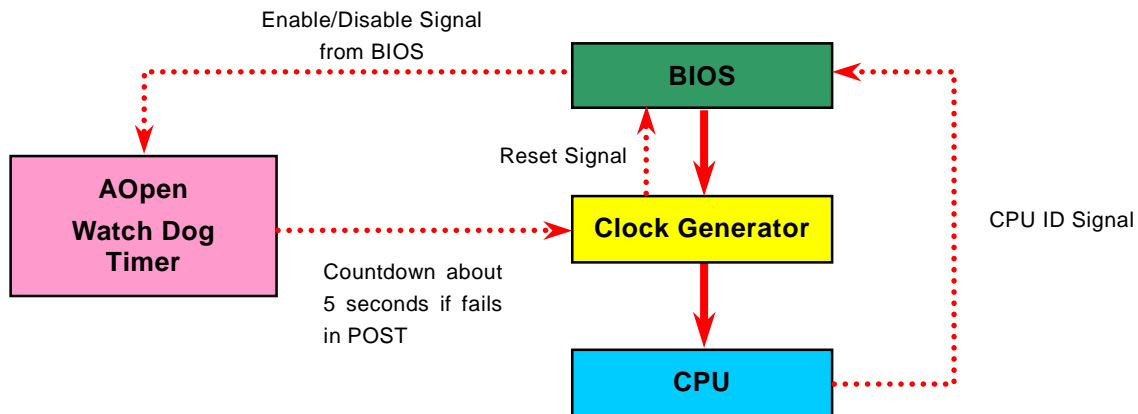 Enable/Disable Signal
from BIOS
BIOS
Reset Signal
AOpen
Watch Dog
Timer
Clock Generator
CPU ID Signal
Countdown about
5 seconds if fails
in POST
CPU